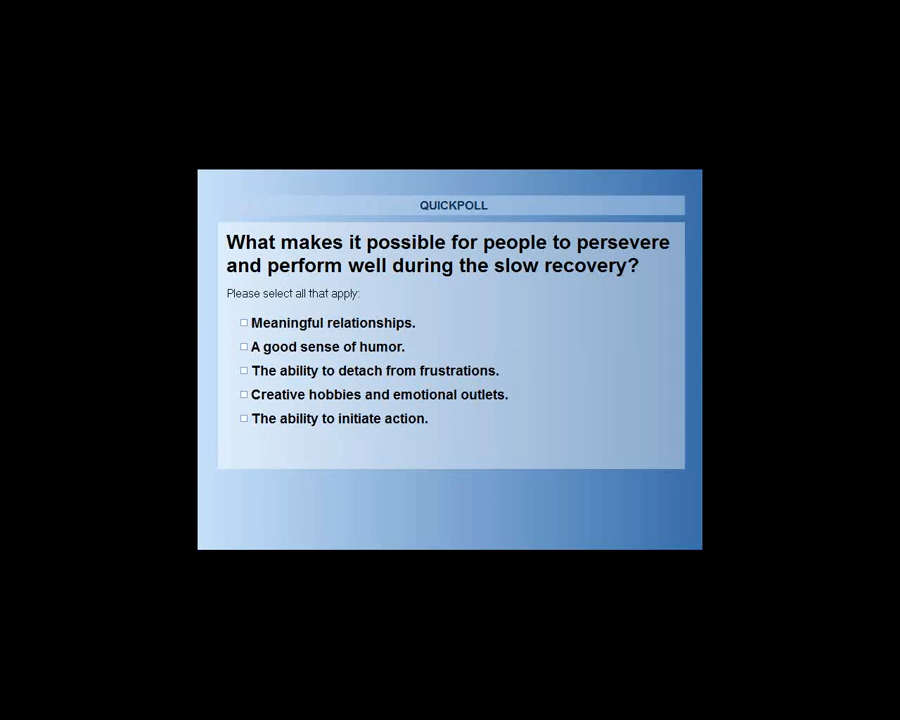 QUICKPOLL
What makes it possible for people to persevere
and perform well during the slow recovery?
Please select all that apply:
Meaningful relationships.
A good sense of humor.
The ability to detach from frustrations.
Creative hobbies and emotional outlets.
The ability to initiate action.